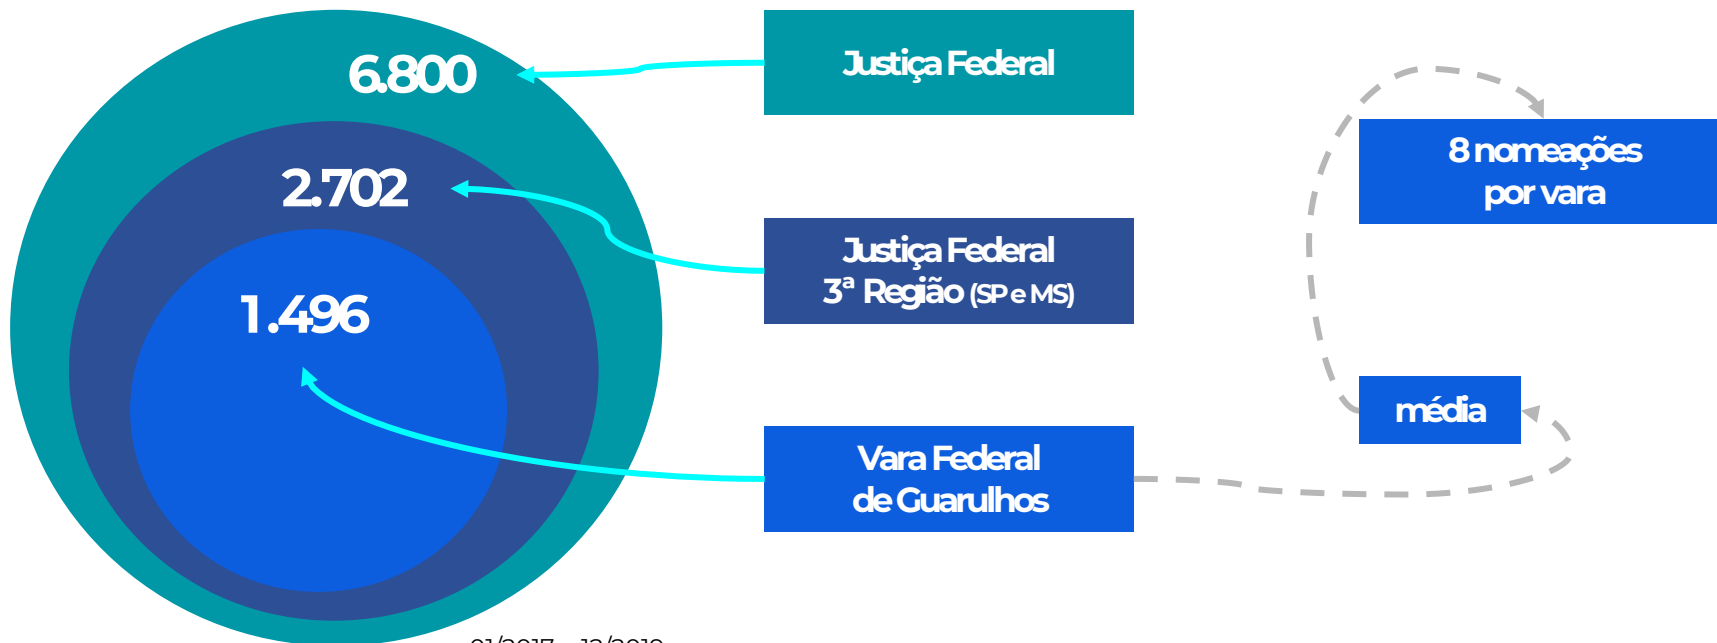 6.800
Justiça Federal
8 nomeações
por vara
2.702
Justiça Federal
3ª Região (SP e MS)
1.496
média
Vara Federal
de Guarulhos